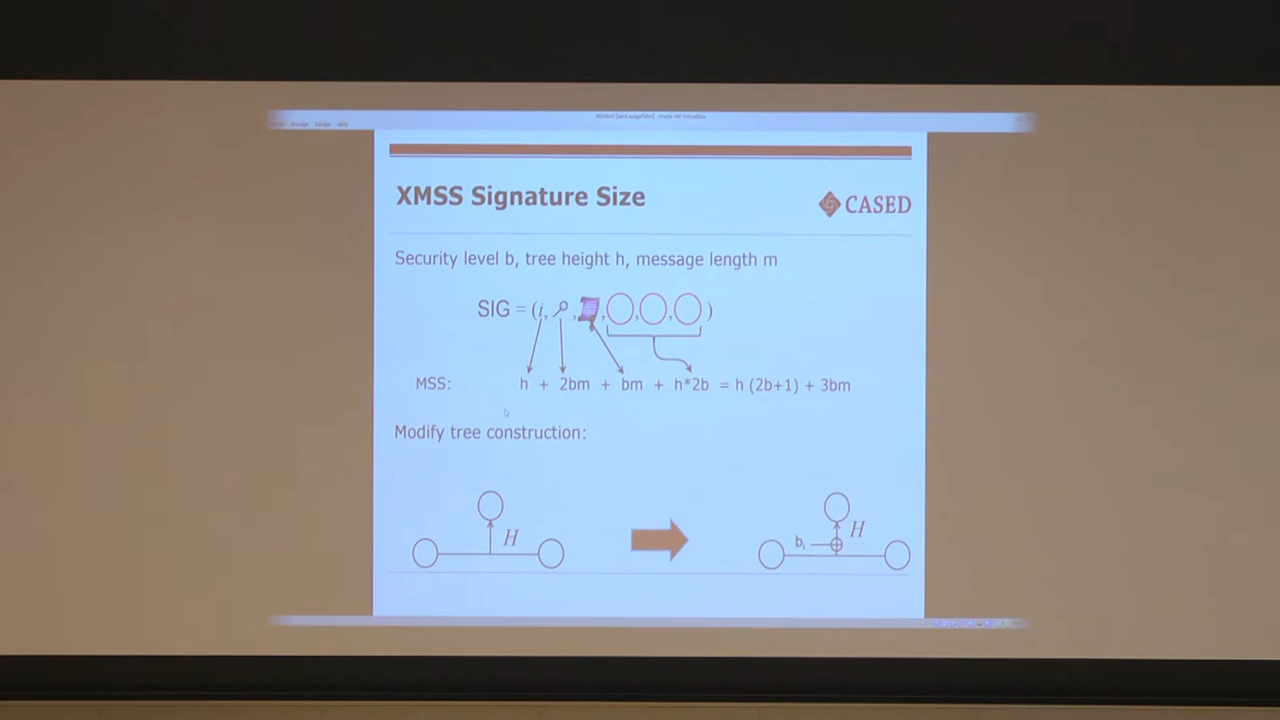 XMSS Signature Size
CASED
Security level b, tree height h, message length m
SIG = (i, , , , , )
MSS: h + 2bm + bm + h*2b = h (2b+1) + 3bm
Modify tree construction:
H
H
bᵢ